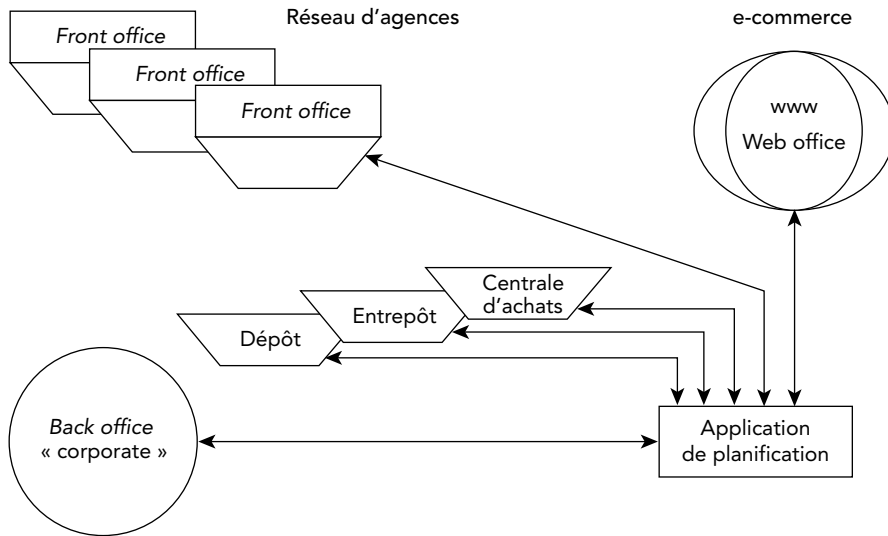 Réseau d’agences
e-commerce
Front office
Front office
Front office
www
Web office
Centrale
d’achats
Entrepôt
Dépôt
Back office
« corporate »
Application
de planification